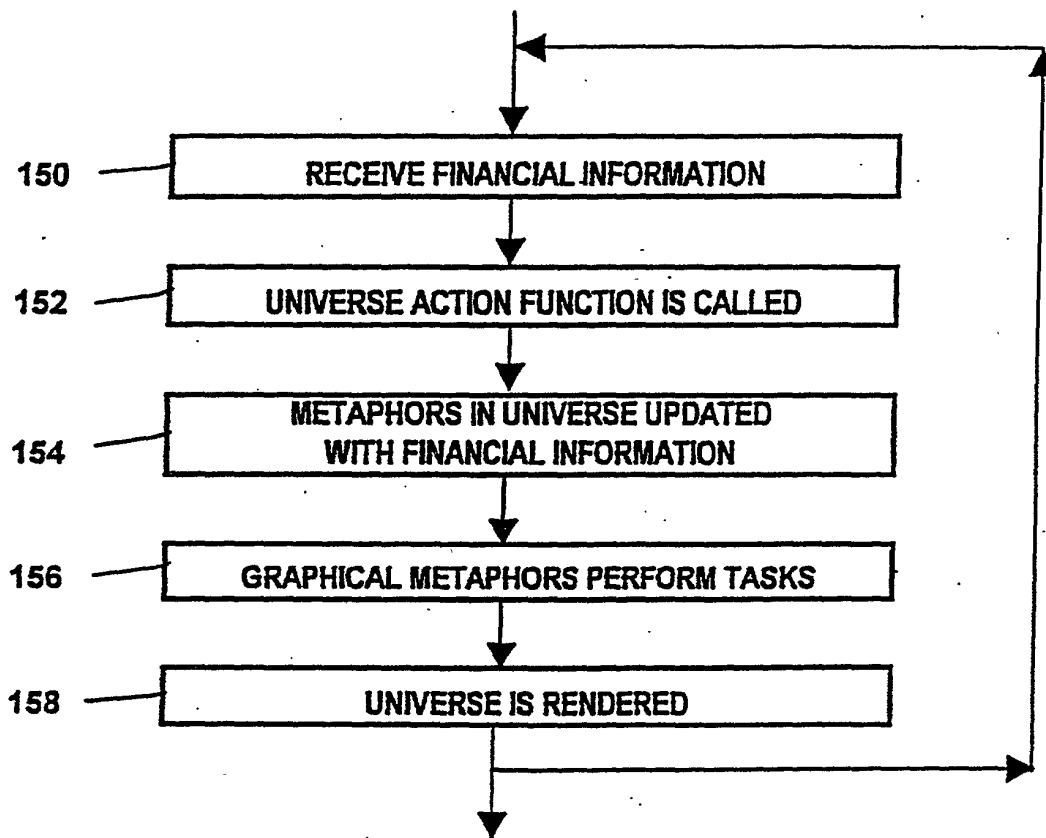 150
RECEIVE FINANCIAL INFORMATION
152
UNIVERSE ACTION FUNCTION IS CALLED
154
METAPHORS IN UNIVERSE UPDATED
WITH FINANCIAL INFORMATION
156
GRAPHICAL METAPHORS PERFORM TASKS
158
UNIVERSE IS RENDERED